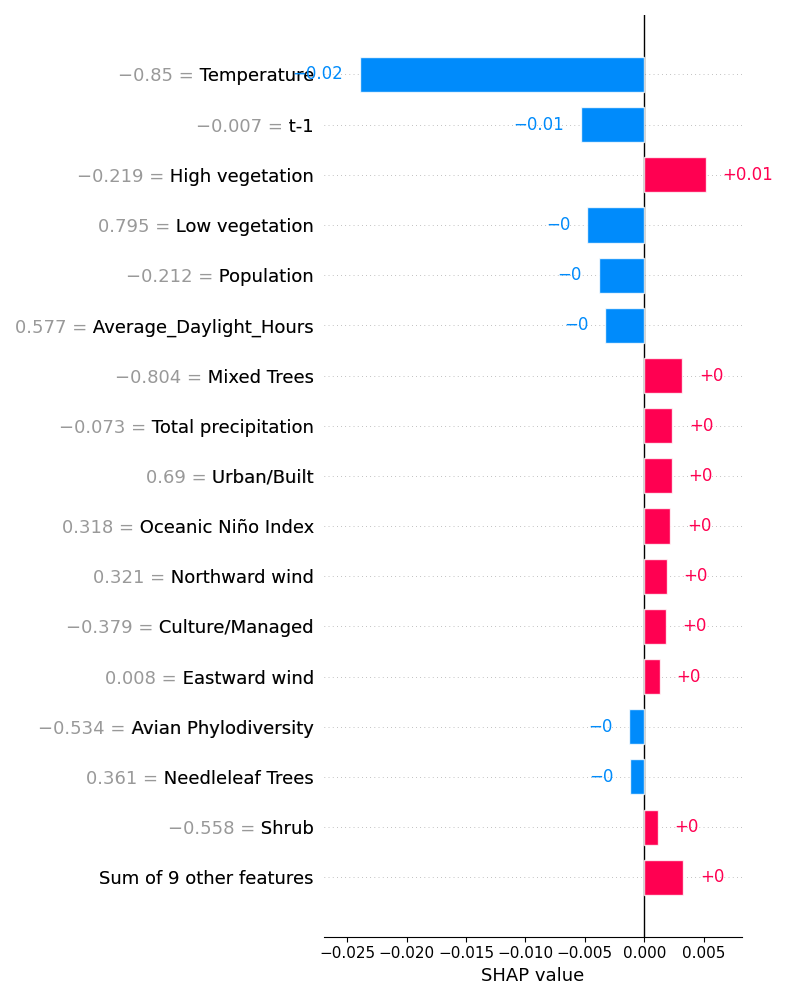 −0.85 = Temperature −0.02
−0.007 = t-1 −0.01
−0.219 = High vegetation +0.01
0.795 = Low vegetation −0
−0.212 = Population −0
0.577 = Average_Daylight_Hours −0
−0.804 = Mixed Trees +0
−0.073 = Total precipitation +0
0.69 = Urban/Built +0
0.318 = Oceanic Niño Index +0
0.321 = Northward wind +0
−0.379 = Culture/Managed +0
0.008 = Eastward wind +0
−0.534 = Avian Phylodiversity −0
0.361 = Needleleaf Trees −0
−0.558 = Shrub +0
Sum of 9 other features +0
−0.025 −0.020 −0.015 −0.010 −0.005 0.000 0.005
SHAP value